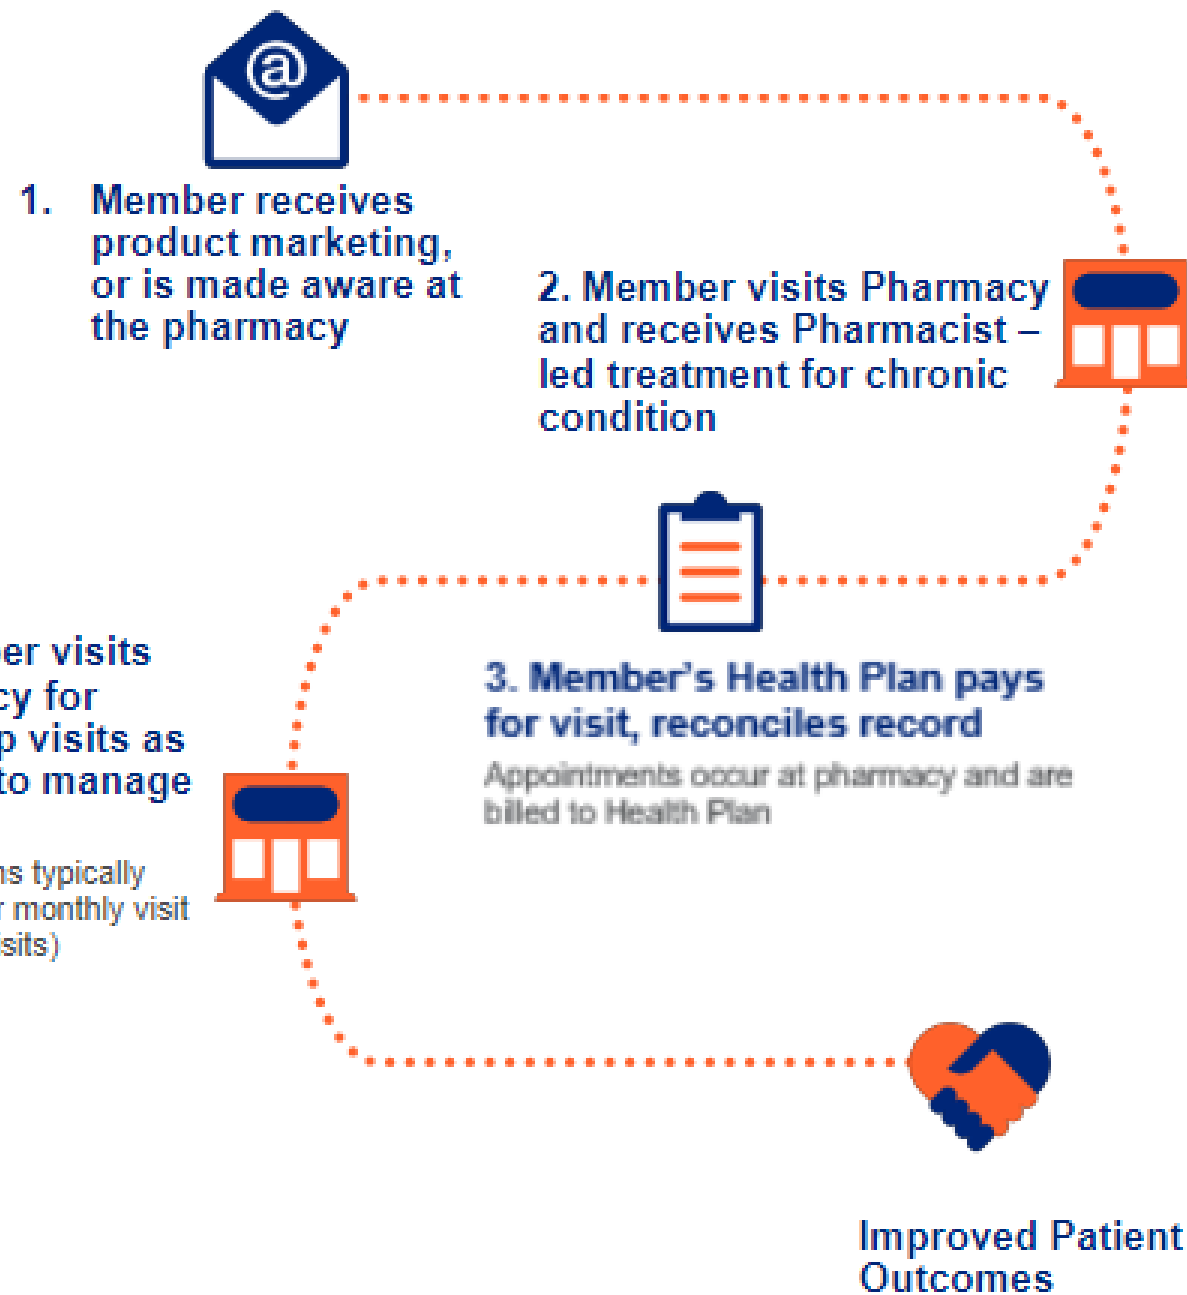 @
1. Member receives
product marketing,
or is made aware at
the pharmacy
2. Member visits Pharmacy
and receives Pharmacist –
led treatment for chronic
condition
3. Member's Health Plan pays
for visit, reconciles record
Appointments occur at pharmacy and are
billed to Health Plan
er visits
cy for
p visits as
to manage
ns typically
r monthly visit
isits)
Improved Patient
Outcomes